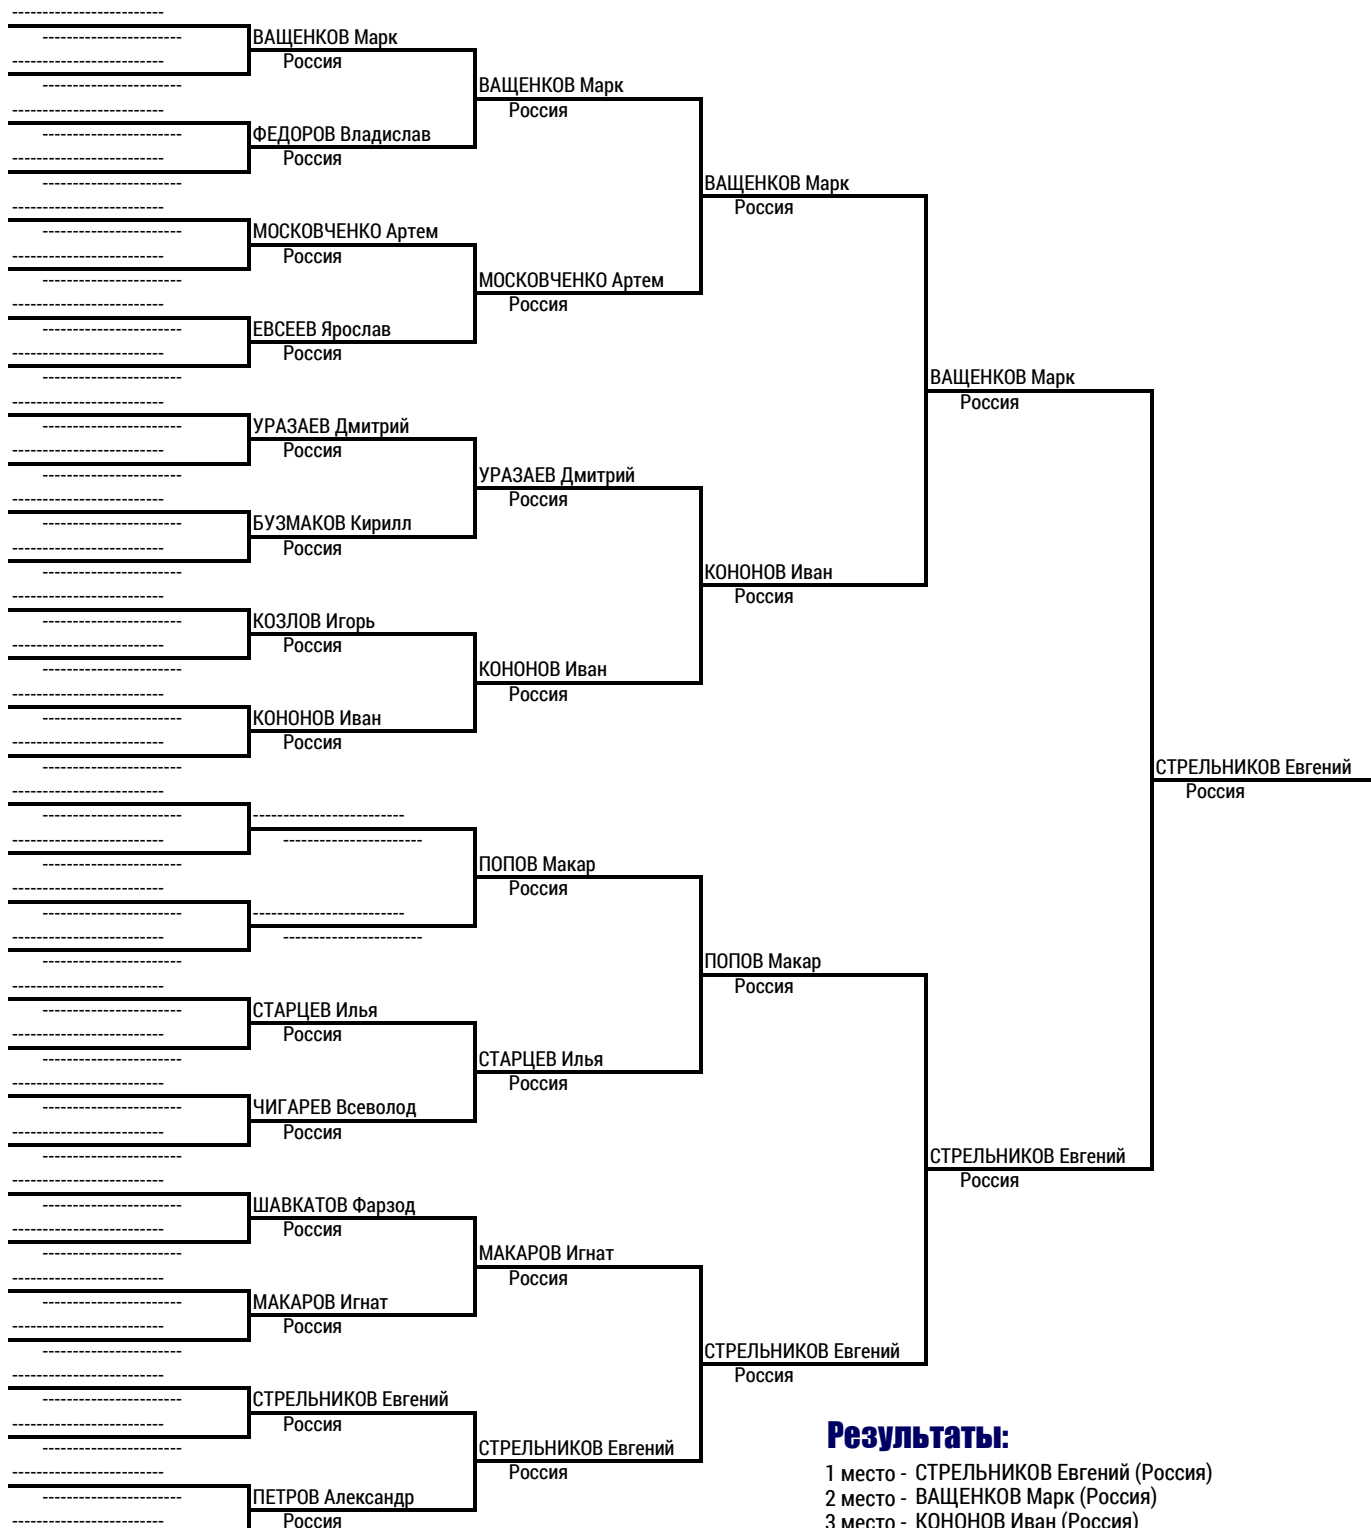 ВАЩЕНКОВ Марк
Россия
ФЕДОРОВ Владислав
Россия
МОСКОВЧЕНКО Артем
Россия
ЕВСЕЕВ Ярослав
Россия
УРАЗАЕВ Дмитрий
Россия
БУЗМАКОВ Кирилл
Россия
КОЗЛОВ Игорь
Россия
КОНОНОВ Иван
Россия
СТАРЦЕВ Илья
Россия
ЧИГАРЕВ Всеволод
Россия
ШАВКАТОВ Фарзод
Россия
МАКАРОВ Игнат
Россия
СТРЕЛЬНИКОВ Евгений
Россия
ПЕТРОВ Александр
Россия
ВАЩЕНКОВ Марк
Россия
МОСКОВЧЕНКО Артем
Россия
УРАЗАЕВ Дмитрий
Россия
КОНОНОВ Иван
Россия
ПОПОВ Макар
Россия
СТАРЦЕВ Илья
Россия
МАКАРОВ Игнат
Россия
СТРЕЛЬНИКОВ Евгений
Россия
ВАЩЕНКОВ Марк
Россия
КОНОНОВ Иван
Россия
ПОПОВ Макар
Россия
СТРЕЛЬНИКОВ Евгений
Россия
ВАЩЕНКОВ Марк
Россия
СТРЕЛЬНИКОВ Евгений
Россия
СТРЕЛЬНИКОВ Евгений
Россия
Результаты:
1 место - СТРЕЛЬНИКОВ Евгений (Россия)
2 место - ВАЩЕНКОВ Марк (Россия)
3 место - КОНОНОВ Иван (Россия)